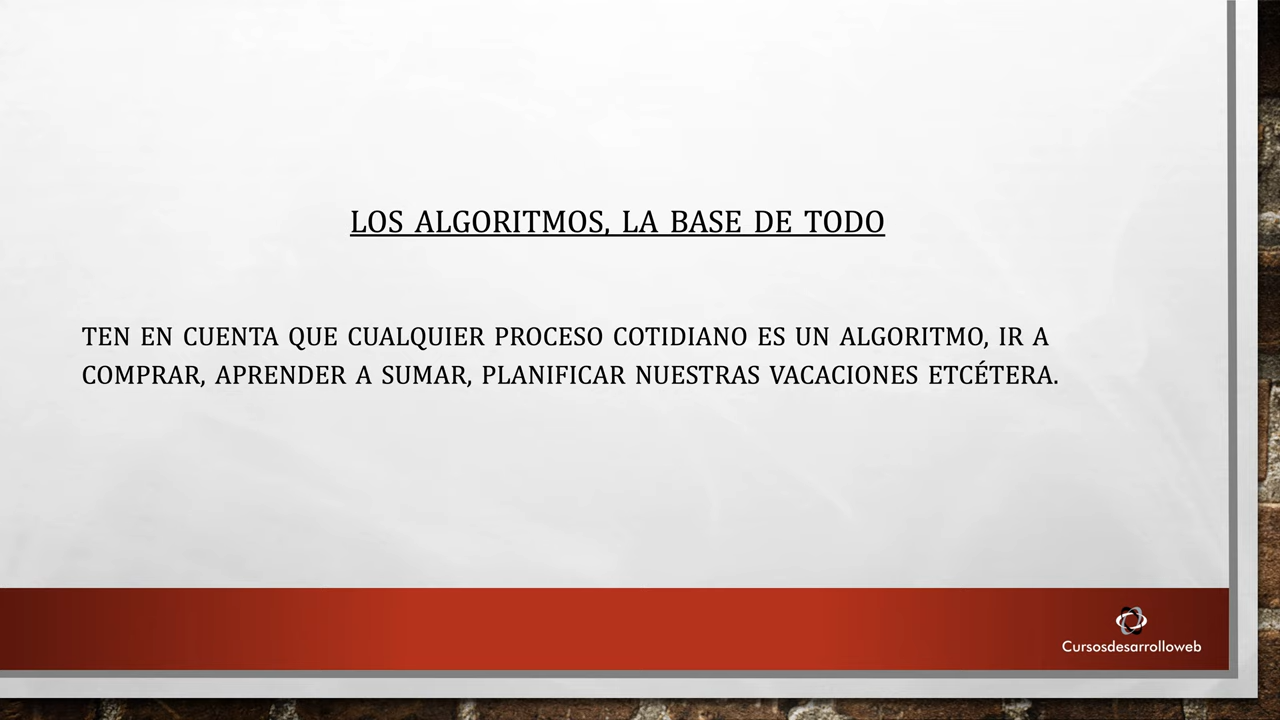 LOS ALGORITMOS, LA BASE DE TODO
TEN EN CUENTA QUE CUALQUIER PROCESO COTIDIANO ES UN ALGORITMO, IR A
COMPRAR, APRENDER A SUMAR, PLANIFICAR NUESTRAS VACACIONES ETCÉTERA.
Cursosdesarrolloweb